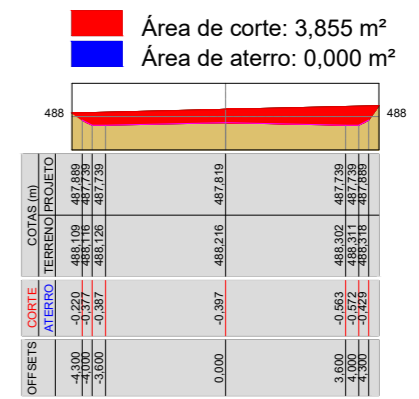 Área de corte: 3,855 m²
Área de aterro: 0,000 m²
488 488
COTAS (m)
PROJETO 487,889 487,739 487,739 487,819 487,739 487,739 487,889
TERRENO 488,109 488,116 488,126 488,216 488,302 488,311 488,318
CORTE
ATERRO
-0,220 -0,377 -0,387 -0,397 -0,563 -0,572 -0,429
OFFSETS -4,300 -4,000 -3,600 0,000 3,600 4,000 4,300